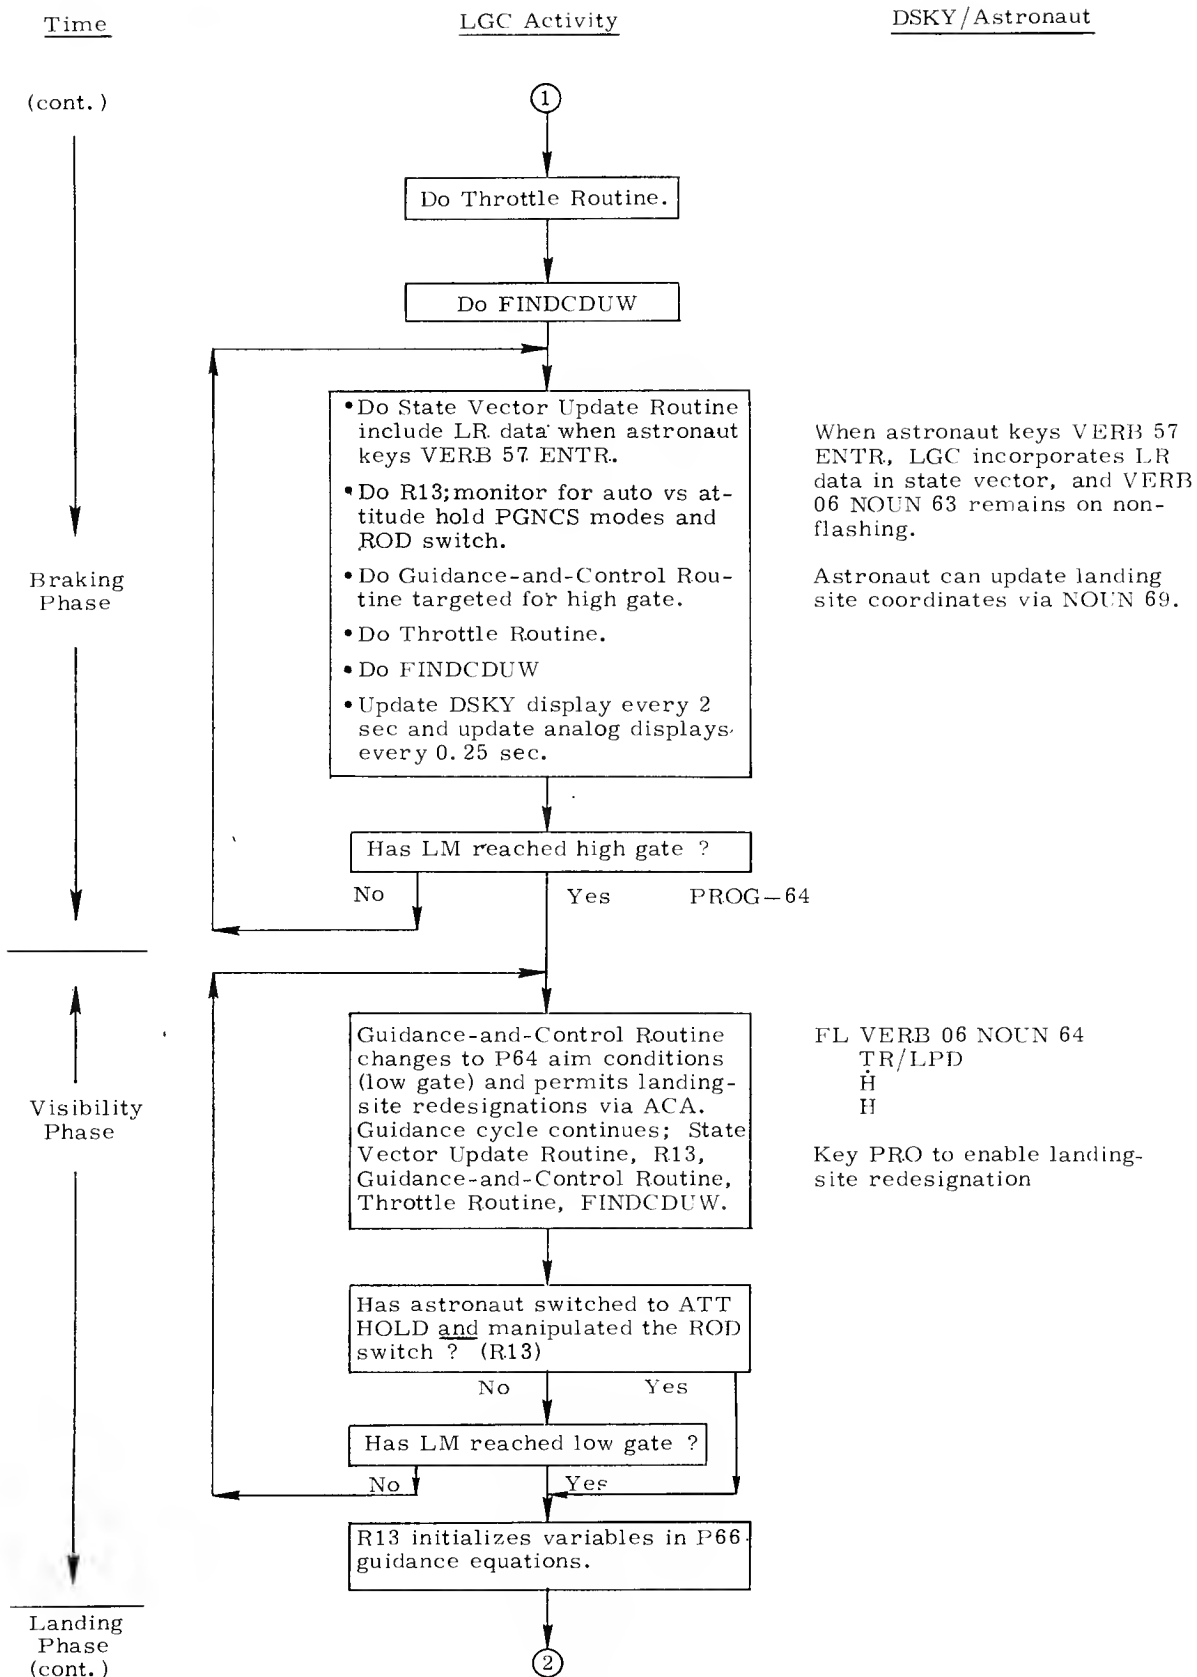 Time
LGC Activity
DSKY/Astronaut
(cont.)
1
Do Throttle Routine.
Do FINDCDUW
•Do State Vector Update Routine
include LR data when astronaut
keys VERB 57 ENTR.
•Do R13; monitor for auto vs at-
titude hold PGNCS modes and
ROD switch.
•Do Guidance-and-Control Rou-
tine targeted for high gate.
•Do Throttle Routine.
•Do FINDCDUW
•Update DSKY display every 2
sec and update analog displays
every 0.25 sec.
When astronaut keys VERB 57
ENTR, LGC incorporates LR
data in state vector, and VERB
06 NOUN 63 remains on non-
flashing.
Astronaut can update landing
site coordinates via NOUN 69.
Braking
Phase
Has LM reached high gate ?
No
Yes
PROG-64
Guidance-and-Control Routine
changes to P64 aim conditions
(low gate) and permits landing-
site redesignations via ACA.
Guidance cycle continues; State
Vector Update Routine, R13,
Guidance-and-Control Routine,
Throttle Routine, FINDCDUW.
FL VERB 06 NOUN 64
TR/LPD
Ḣ
H
Key PRO to enable landing-
site redesignation
Visibility
Phase
Has astronaut switched to ATT
HOLD and manipulated the ROD
switch ? (R13)
No
Yes
Has LM reached low gate ?
No
Yes
R13 initializes variables in P66
guidance equations.
Landing
Phase
(cont.)
2